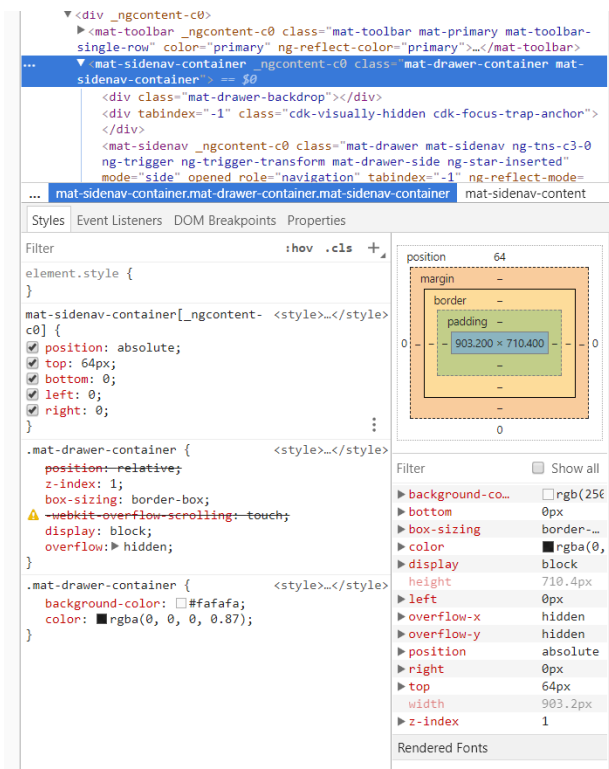 ▼<div _ngcontent-c0>
▶<mat-toolbar _ngcontent-c0 class="mat-toolbar mat-primary mat-toolbar-
single-row" color="primary" ng-reflect-color="primary">…</mat-toolbar>
... ▼<mat-sidenav-container _ngcontent-c0 class="mat-drawer-container mat-
sidenav-container"> == $0
<div class="mat-drawer-backdrop"></div>
<div tabindex="-1" class="cdk-visually-hidden cdk-focus-trap-anchor">
</div>
<mat-sidenav _ngcontent-c0 class="mat-drawer mat-sidenav ng-tns-c3-0
ng-trigger ng-trigger-transform mat-drawer-side ng-star-inserted"
mode="side" opened role="navigation" tabindex="-1" ng-reflect-mode=
... mat-sidenav-container.mat-drawer-container.mat-sidenav-container mat-sidenav-content
Styles Event Listeners DOM Breakpoints Properties
Filter :hov .cls +
element.style {
}
mat-sidenav-container[_ngcontent- <style>…</style>
c0] {
position: absolute;
top: 64px;
bottom: 0;
left: 0;
right: 0;
}
.mat-drawer-container { <style>…</style>
position: relative;
z-index: 1;
box-sizing: border-box;
-webkit-overflow-scrolling: touch;
display: block;
overflow:▶ hidden;
}
.mat-drawer-container { <style>…</style>
background-color: #fafafa;
color: rgba(0, 0, 0, 0.87);
}
position 64
margin –
border –
padding –
0 – – – 903.200 × 710.400 – – – 0
–
–
–
0
Filter Show all
▶ background-co… rgb(250
▶ bottom 0px
▶ box-sizing border-…
▶ color rgba(0,
▶ display block
height 710.4px
▶ left 0px
▶ overflow-x hidden
▶ overflow-y hidden
▶ position absolute
▶ right 0px
▶ top 64px
width 903.2px
▶ z-index 1
Rendered Fonts